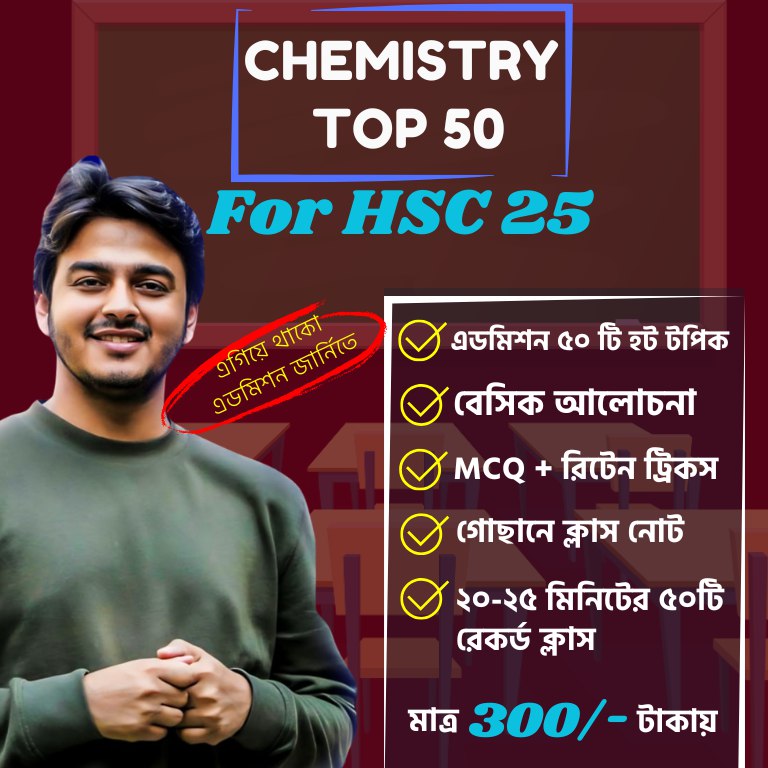 CHEMISTRY
TOP 50
For HSC 25
এগিয়ে থাকো
এডমিশন জার্নিতে
এডমিশন ৫০ টি হট টপিক
বেসিক আলোচনা
MCQ + রিটেন ট্রিকস
গোছানে ক্লাস নোট
২০-২৫ মিনিটের ৫০টি
রেকর্ড ক্লাস
মাত্র 300/- টাকায়